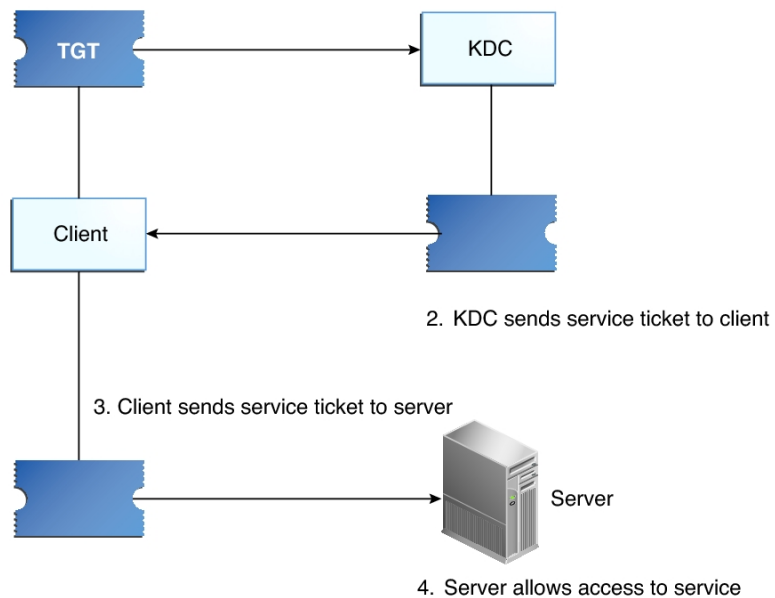 TGT
KDC
Client
2. KDC sends service ticket to client
3. Client sends service ticket to server
Server
4. Server allows access to service